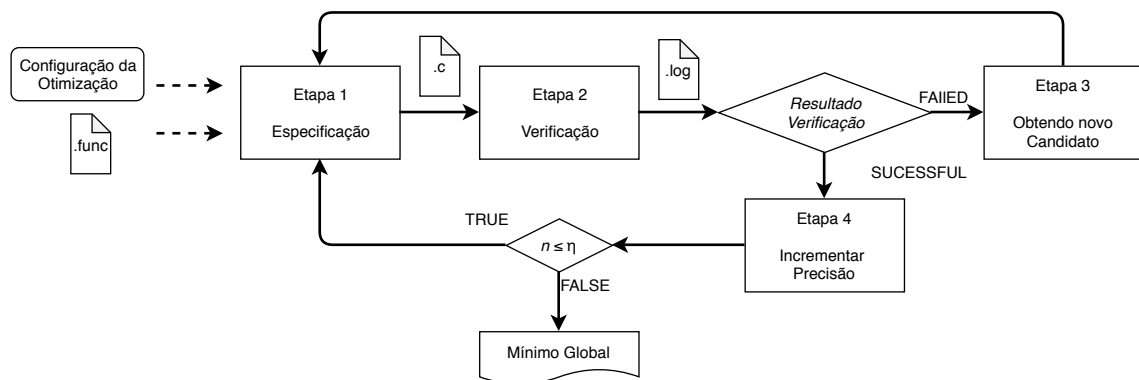 Configuração da
Otimização
.func
Etapa 1
Especificação
.c
Etapa 2
Verificação
.log
Resultado
Verificação
FAIlED
Etapa 3
Obtendo novo
Candidato
SUCESSFUL
Etapa 4
Incrementar
Precisão
TRUE
n ≤ η
FALSE
Mínimo Global